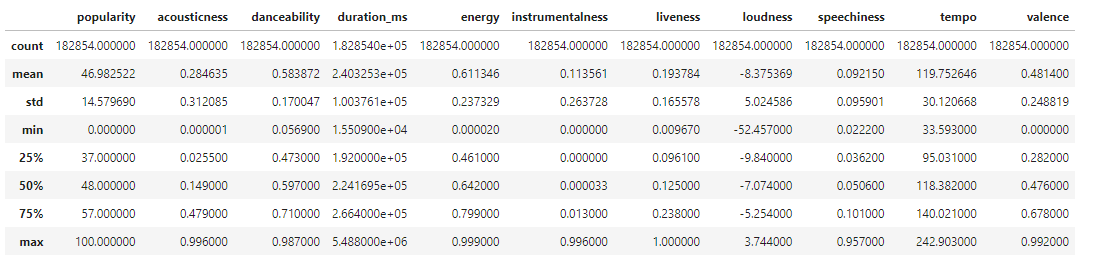 popularity acousticness danceability duration_ms energy instrumentalness liveness loudness speechiness tempo valence
count 182854.000000 182854.000000 182854.000000 1.828540e+05 182854.000000 182854.000000 182854.000000 182854.000000 182854.000000 182854.000000 182854.000000
mean 46.982522 0.284635 0.583872 2.403253e+05 0.611346 0.113561 0.193784 -8.375369 0.092150 119.752646 0.481400
std 14.579690 0.312085 0.170047 1.003761e+05 0.237329 0.263728 0.165578 5.024586 0.095901 30.120668 0.248819
min 0.000000 0.000001 0.056900 1.550900e+04 0.000020 0.000000 0.009670 -52.457000 0.022200 33.593000 0.000000
25% 37.000000 0.025500 0.473000 1.920000e+05 0.461000 0.000000 0.096100 -9.840000 0.036200 95.031000 0.282000
50% 48.000000 0.149000 0.597000 2.241695e+05 0.642000 0.000033 0.125000 -7.074000 0.050600 118.382000 0.476000
75% 57.000000 0.479000 0.710000 2.664000e+05 0.799000 0.013000 0.238000 -5.254000 0.101000 140.021000 0.678000
max 100.000000 0.996000 0.987000 5.488000e+06 0.999000 0.996000 1.000000 3.744000 0.957000 242.903000 0.992000